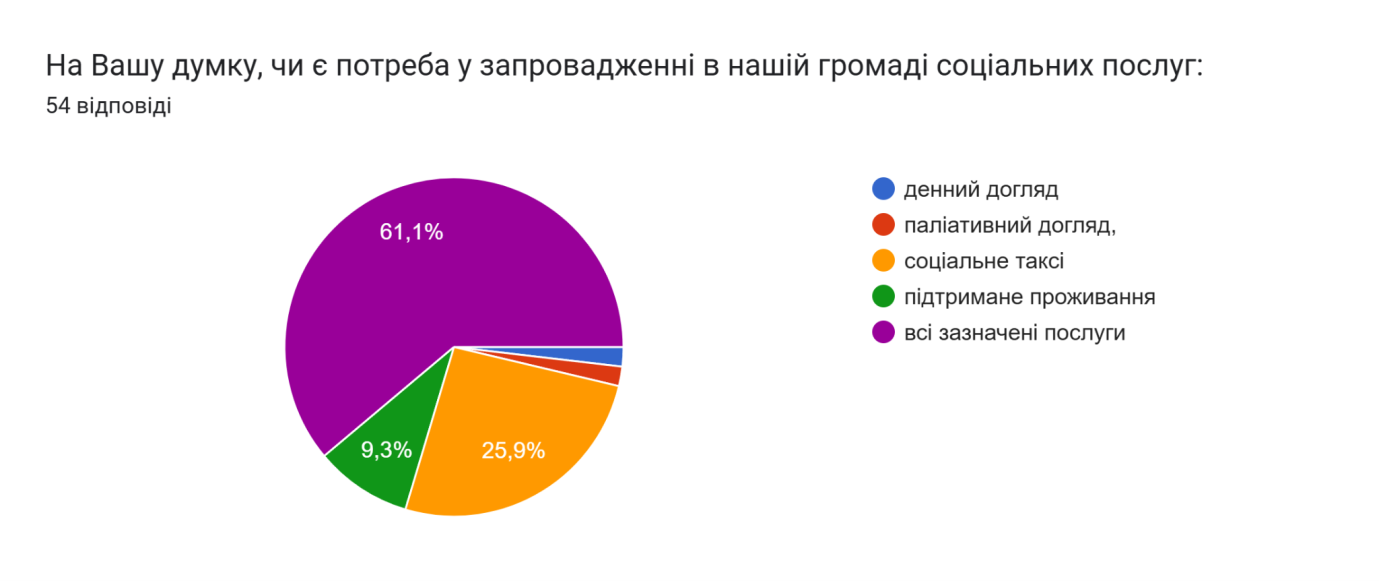 На Вашу думку, чи є потреба у запровадженні в нашій громаді соціальних послуг:
54 відповіді
61,1%
9,3%
25,9%
денний догляд
паліативний догляд,
соціальне таксі
підтримане проживання
всі зазначені послуги